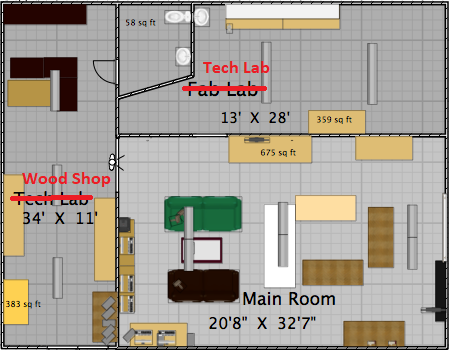 58 sq ft
Tech Lab
Fab Lab
13' X 28'
359 sq ft
675 sq ft
Wood Shop
Tech Lab
34' X 11'
383 sq ft
Main Room
20'8" X 32'7"